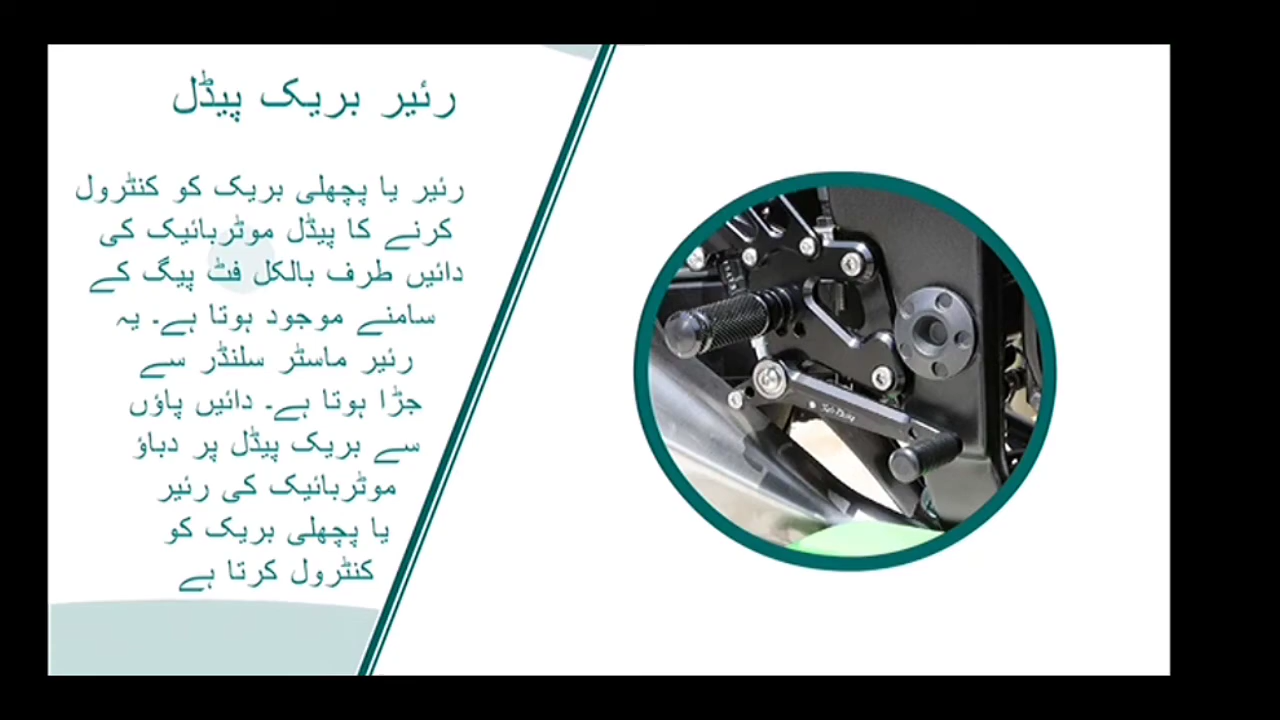 رئیر بریک پیڈل
رئیر یا پچھلی بریک کو کنٹرول
کرنے کا پیڈل موٹربائیک کی
دائیں طرف بالکل فٹ پیگ کے
سامنے موجود ہوتا ہے۔ یہ
رئیر ماسٹر سلنڈر سے
جڑا ہوتا ہے۔ دائیں پاؤں
سے بریک پیڈل پر دباؤ
موٹربائیک کی رئیر
یا پچھلی بریک کو
کنٹرول کرتا ہے